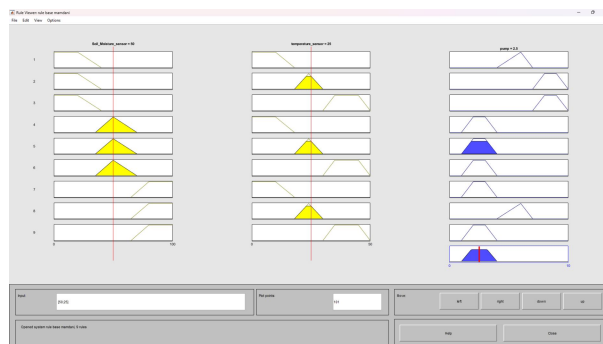 Rule Viewer: rule base mamdani
File Edit View Options
Soil_Moisture_sensor = 50
temperature_sensor = 25
pump = 2.5
1
2
3
4
5
6
7
8
9
0 100
0 50
0 10
Input:
[50;25]
Plot points:
101
Move:
left right down up
Opened system rule base mamdani, 9 rules
Help Close